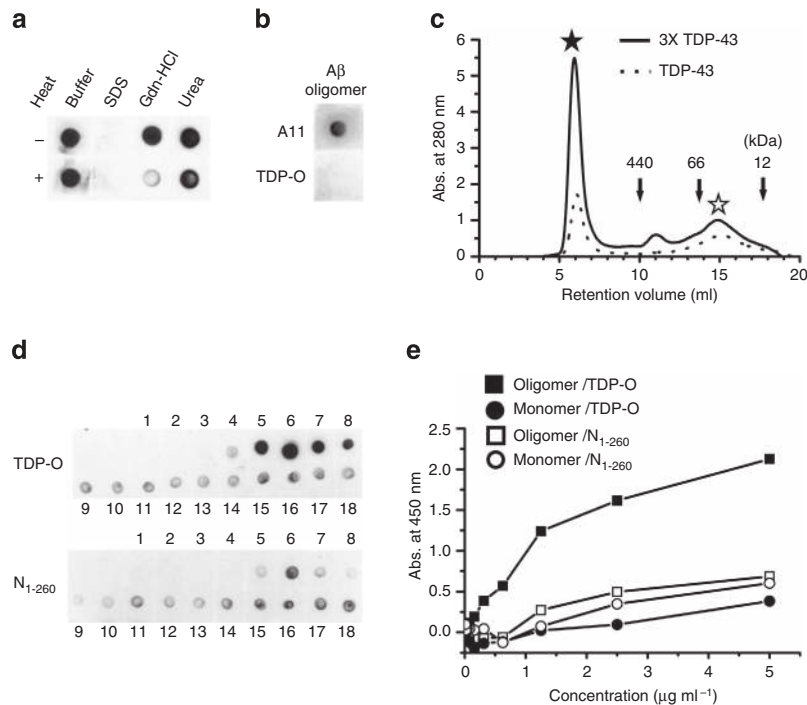 a
Heat
Buffer
SDS
Gdn-HCl
Urea
–
+
b
Aβ
oligomer
A11
TDP-O
c
3X TDP-43
TDP-43
(kDa)
440
66
12
6
5
4
3
2
1
0
Abs. at 280 nm
0
5
10
15
20
Retention volume (ml)
d
1 2 3 4 5 6 7 8
TDP-O
9 10 11 12 13 14 15 16 17 18
1 2 3 4 5 6 7 8
N1-260
9 10 11 12 13 14 15 16 17 18
e
Oligomer /TDP-O
Monomer /TDP-O
Oligomer /N1-260
Monomer /N1-260
2.5
2.0
1.5
1.0
0.5
0.0
Abs. at 450 nm
0 1 2 3 4 5
Concentration (μg ml–1)